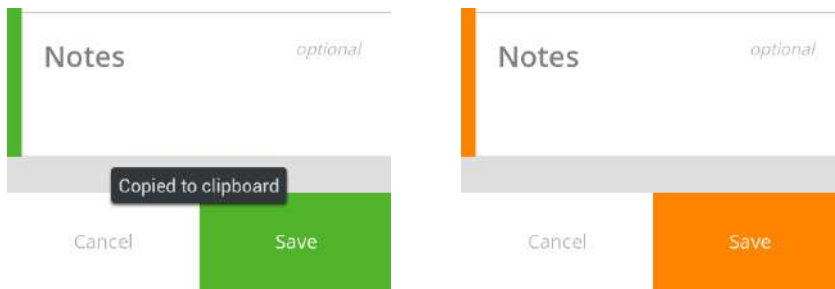 Notes
optional
Copied to clipboard
Cancel
Save
Notes
optional
Cancel
Save